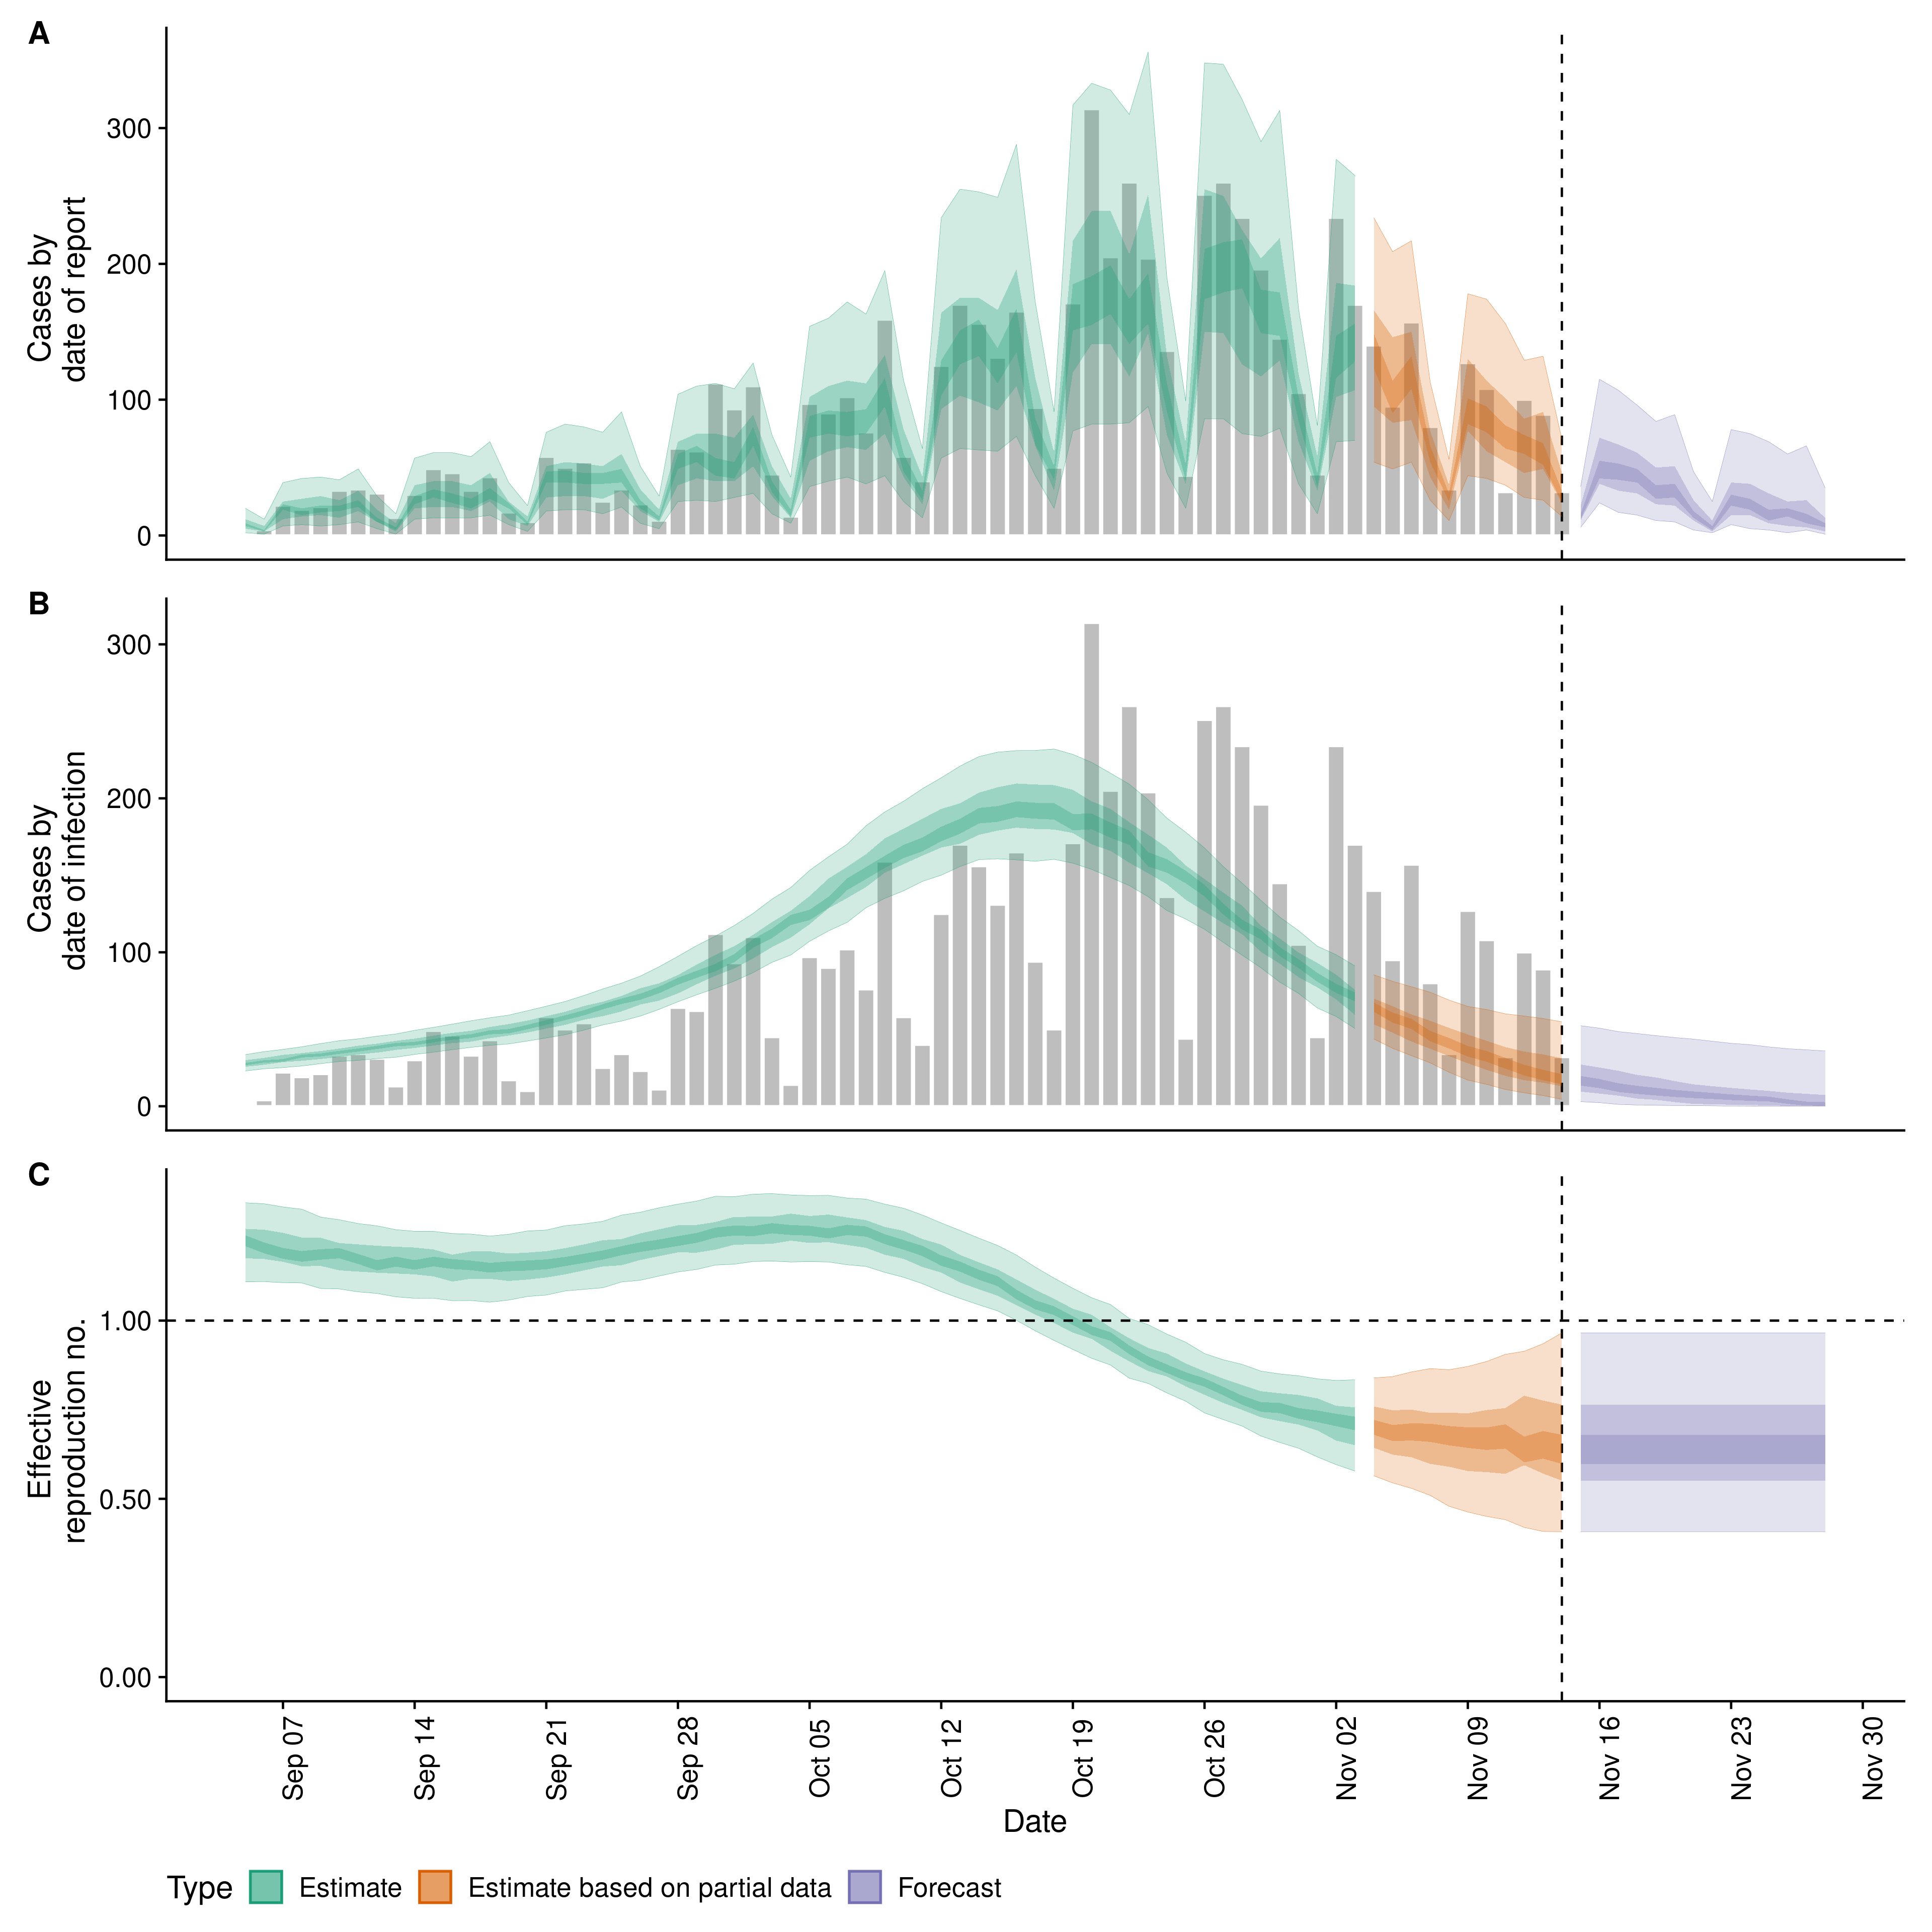 A
Cases by
date of report
300
200
100
0
B
Cases by
date of infection
300
200
100
0
C
Effective
reproduction no.
1.00
0.50
0.00
Sep 07
Sep 14
Sep 21
Sep 28
Oct 05
Oct 12
Oct 19
Oct 26
Nov 02
Nov 09
Nov 16
Nov 23
Nov 30
Date
Type Estimate Estimate based on partial data Forecast